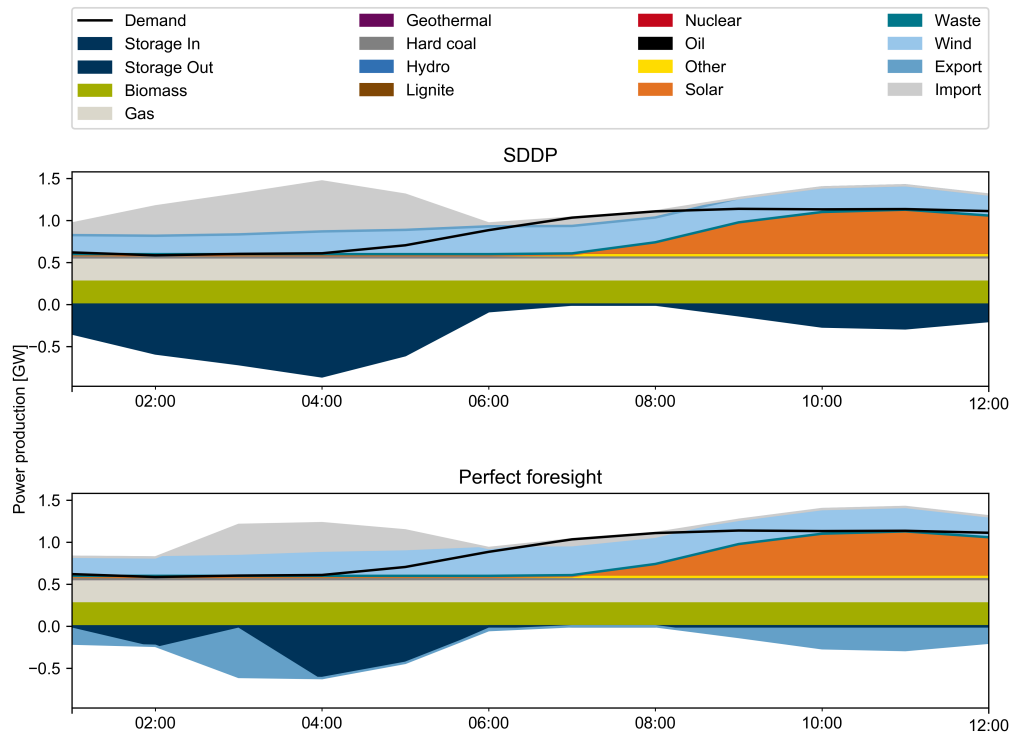 Demand
Storage In
Storage Out
Biomass
Gas
Geothermal
Hard coal
Hydro
Lignite
Nuclear
Oil
Other
Solar
Waste
Wind
Export
Import
SDDP
1.5
1.0
0.5
0.0
−0.5
02:00
04:00
06:00
08:00
10:00
12:00
Power production [GW]
Perfect foresight
1.5
1.0
0.5
0.0
−0.5
02:00
04:00
06:00
08:00
10:00
12:00